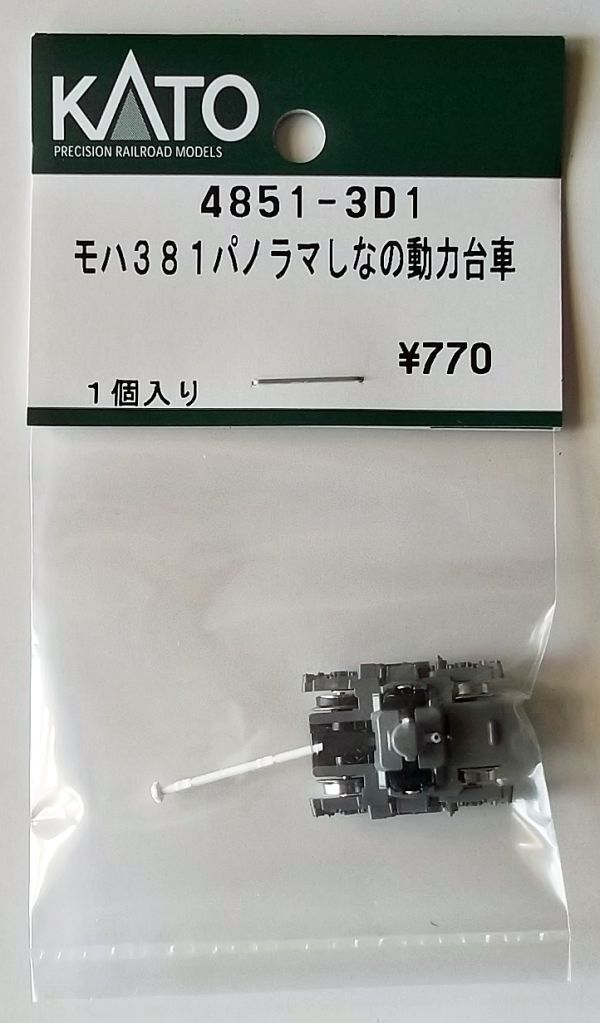 KATO
PRECISION RAILROAD MODELS
4851-3D1
モハ381パノラマしなの動力台車
¥770
1個入り